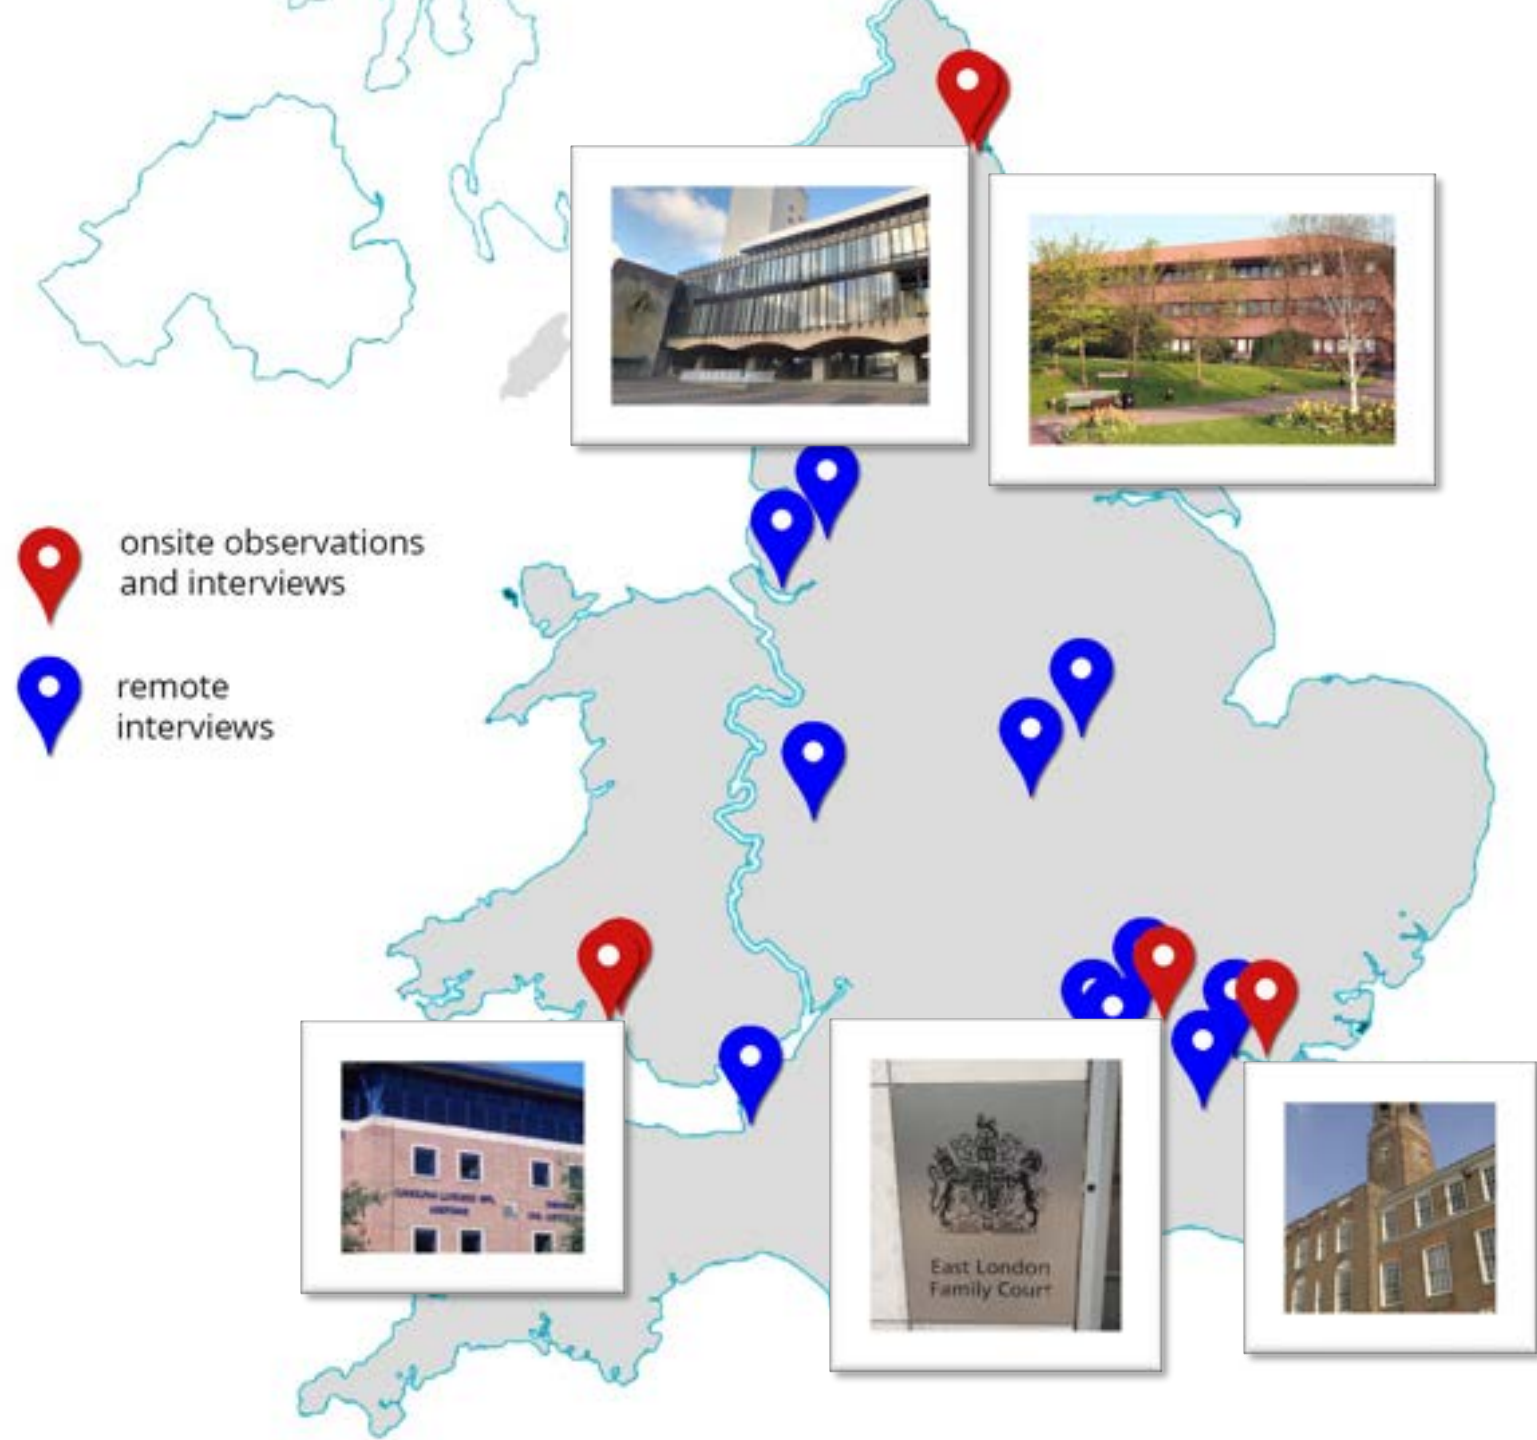 onsite observations
and interviews
remote
interviews
East London
Family Court